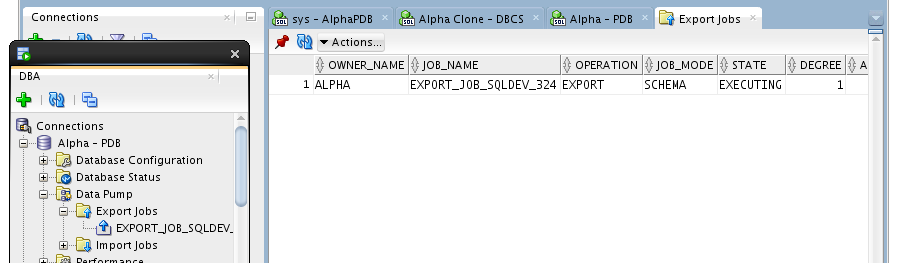 Connections
sys - AlphaPDB
Alpha Clone - DBCS
Alpha - PDB
Export Jobs
Actions...
OWNER_NAME JOB_NAME OPERATION JOB_MODE STATE DEGREE A
1 ALPHA EXPORT_JOB_SQLDEV_324 EXPORT SCHEMA EXECUTING 1
DBA
Connections
Alpha - PDB
Database Configuration
Database Status
Data Pump
Export Jobs
EXPORT_JOB_SQLDEV_
Import Jobs
Performance